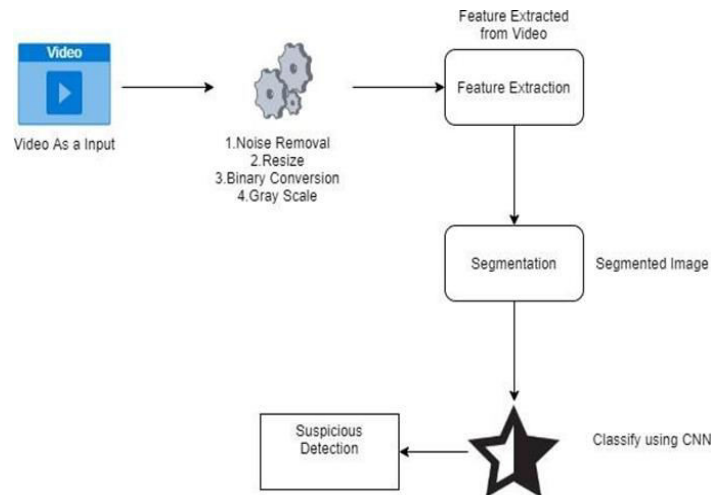 Video
Video As a Input
1.Noise Removal
2.Resize
3.Binary Conversion
4.Gray Scale
Feature Extracted
from Video
Feature Extraction
Segmentation
Segmented Image
Classify using CNN
Suspicious
Detection